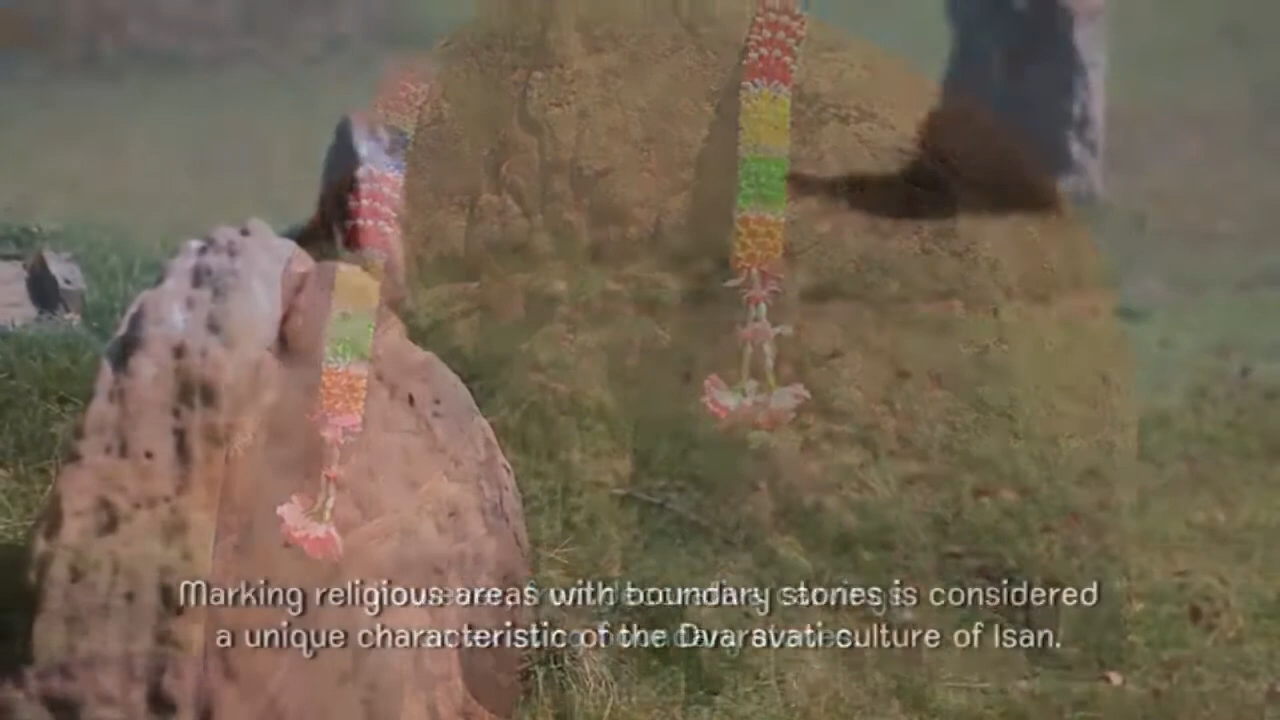 Marking religious areas with boundary stones is considered
a unique characteristic of the Dvaravati culture of Isan.